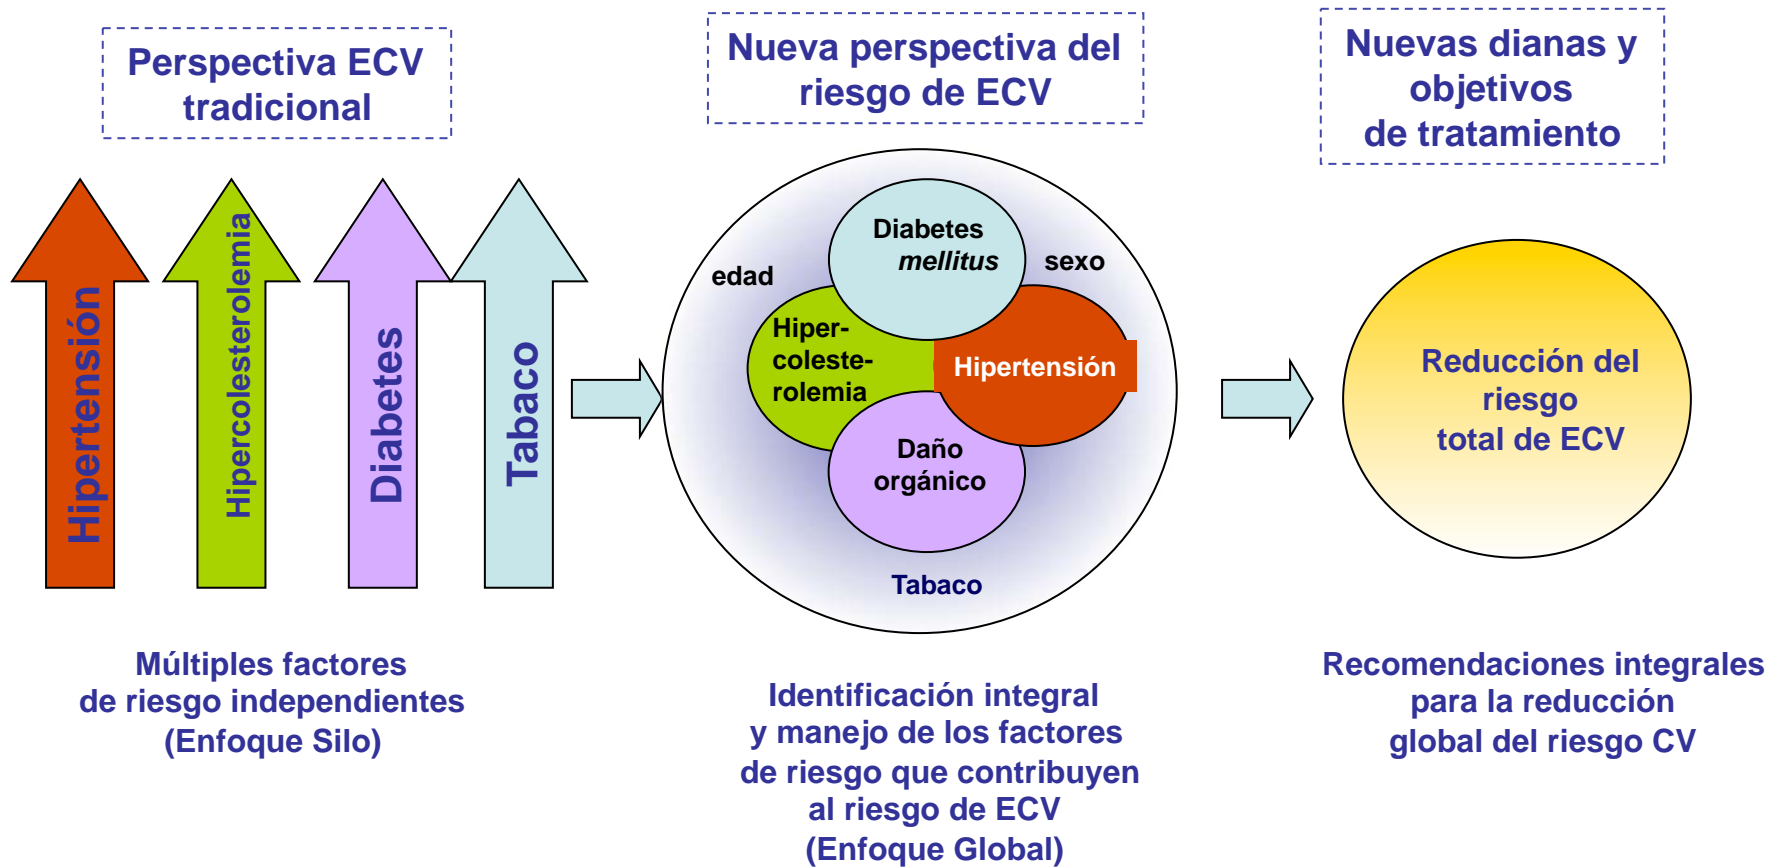 Perspectiva ECV
tradicional
Hipertensión
Hipercolesterolemia
Diabetes
Tabaco
Múltiples factores
de riesgo independientes
(Enfoque Silo)
Nueva perspectiva del
riesgo de ECV
Diabetes
mellitus
edad
sexo
Hiper-
coleste-
rolemia
Hipertensión
Daño
orgánico
Tabaco
Identificación integral
y manejo de los factores
de riesgo que contribuyen
al riesgo de ECV
(Enfoque Global)
Nuevas dianas y
objetivos
de tratamiento
Reducción del
riesgo
total de ECV
Recomendaciones integrales
para la reducción
global del riesgo CV